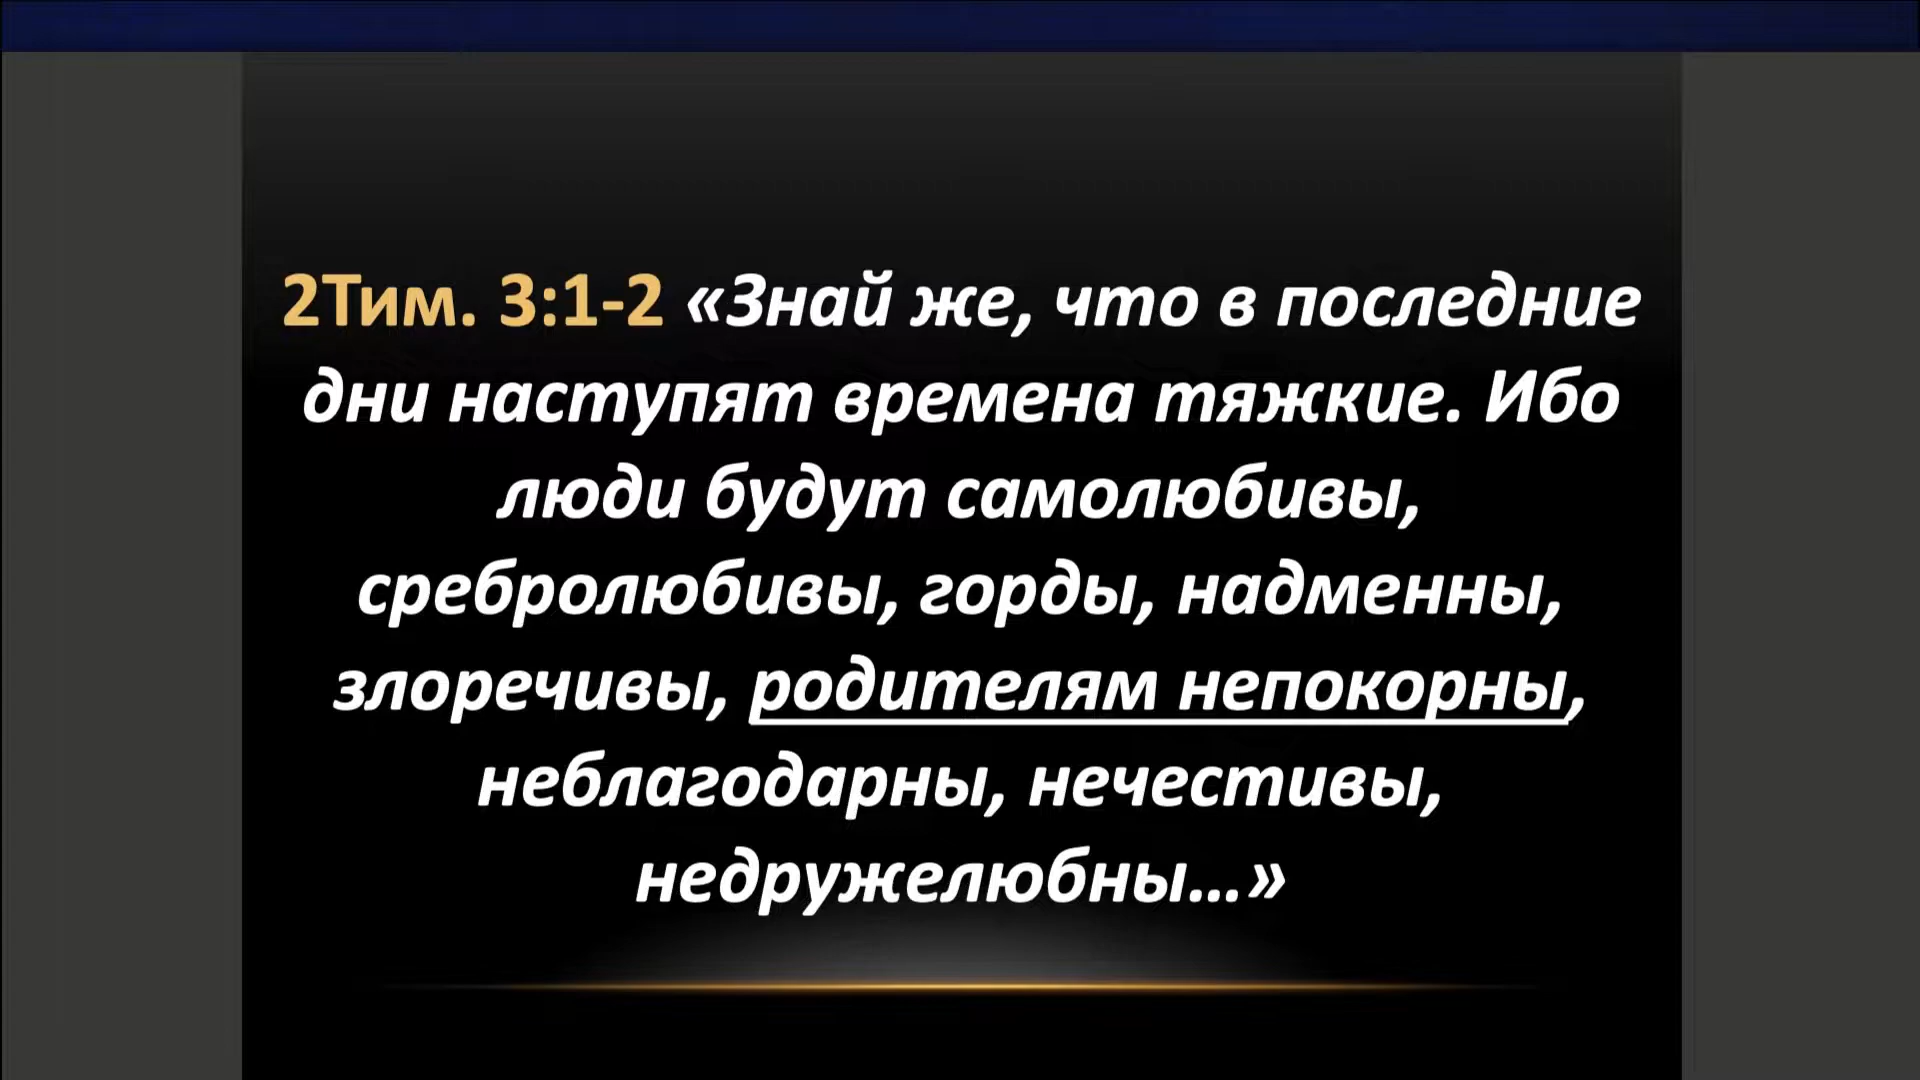 2Тим. 3:1-2 «Знай же, что в последние
дни наступят времена тяжкие. Ибо
люди будут самолюбивы,
сребролюбивы, горды, надменны,
злоречивы, родителям непокорны,
неблагодарны, нечестивы,
недружелюбны...»